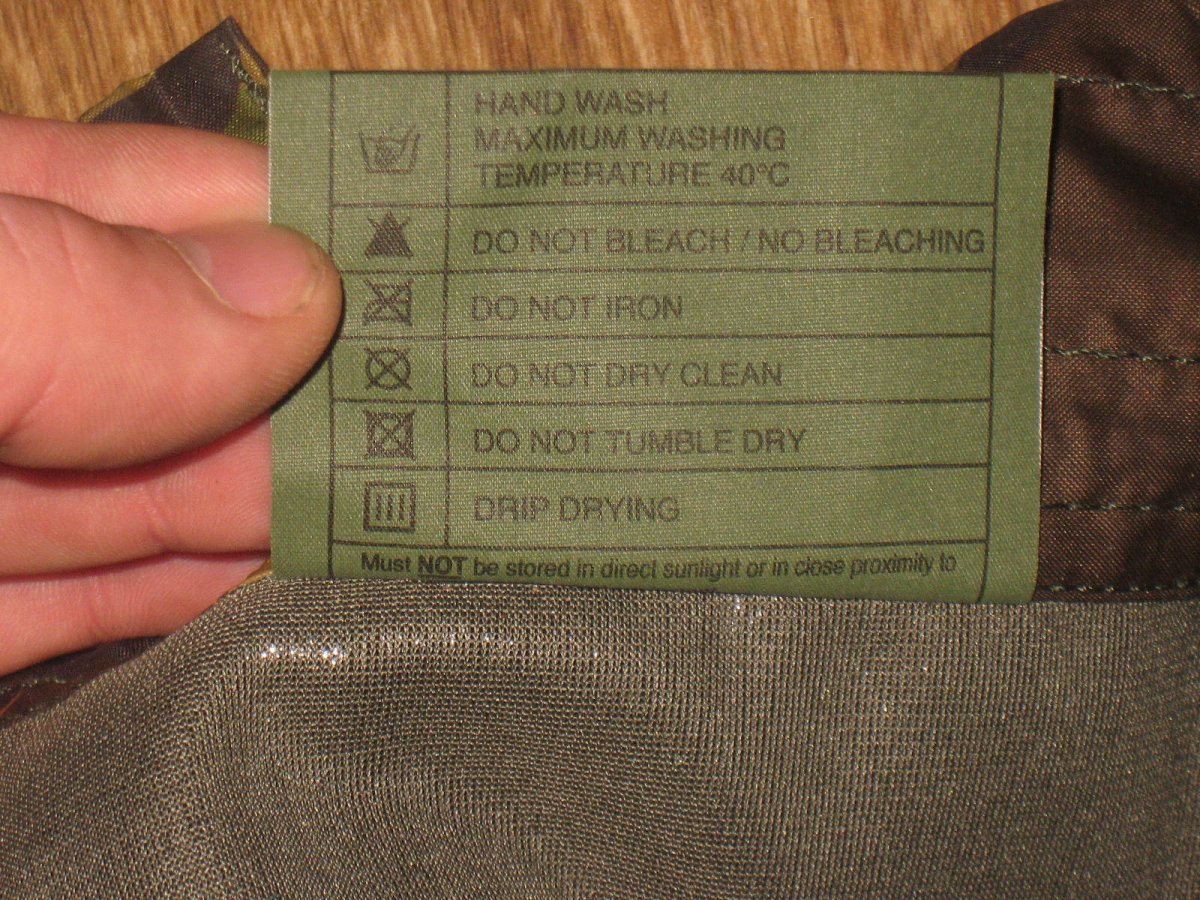 HAND WASH
MAXIMUM WASHING
TEMPERATURE 40°C
DO NOT BLEACH / NO BLEACHING
DO NOT IRON
DO NOT DRY CLEAN
DO NOT TUMBLE DRY
DRIP DRYING
Must NOT be stored in direct sunlight or in close proximity to